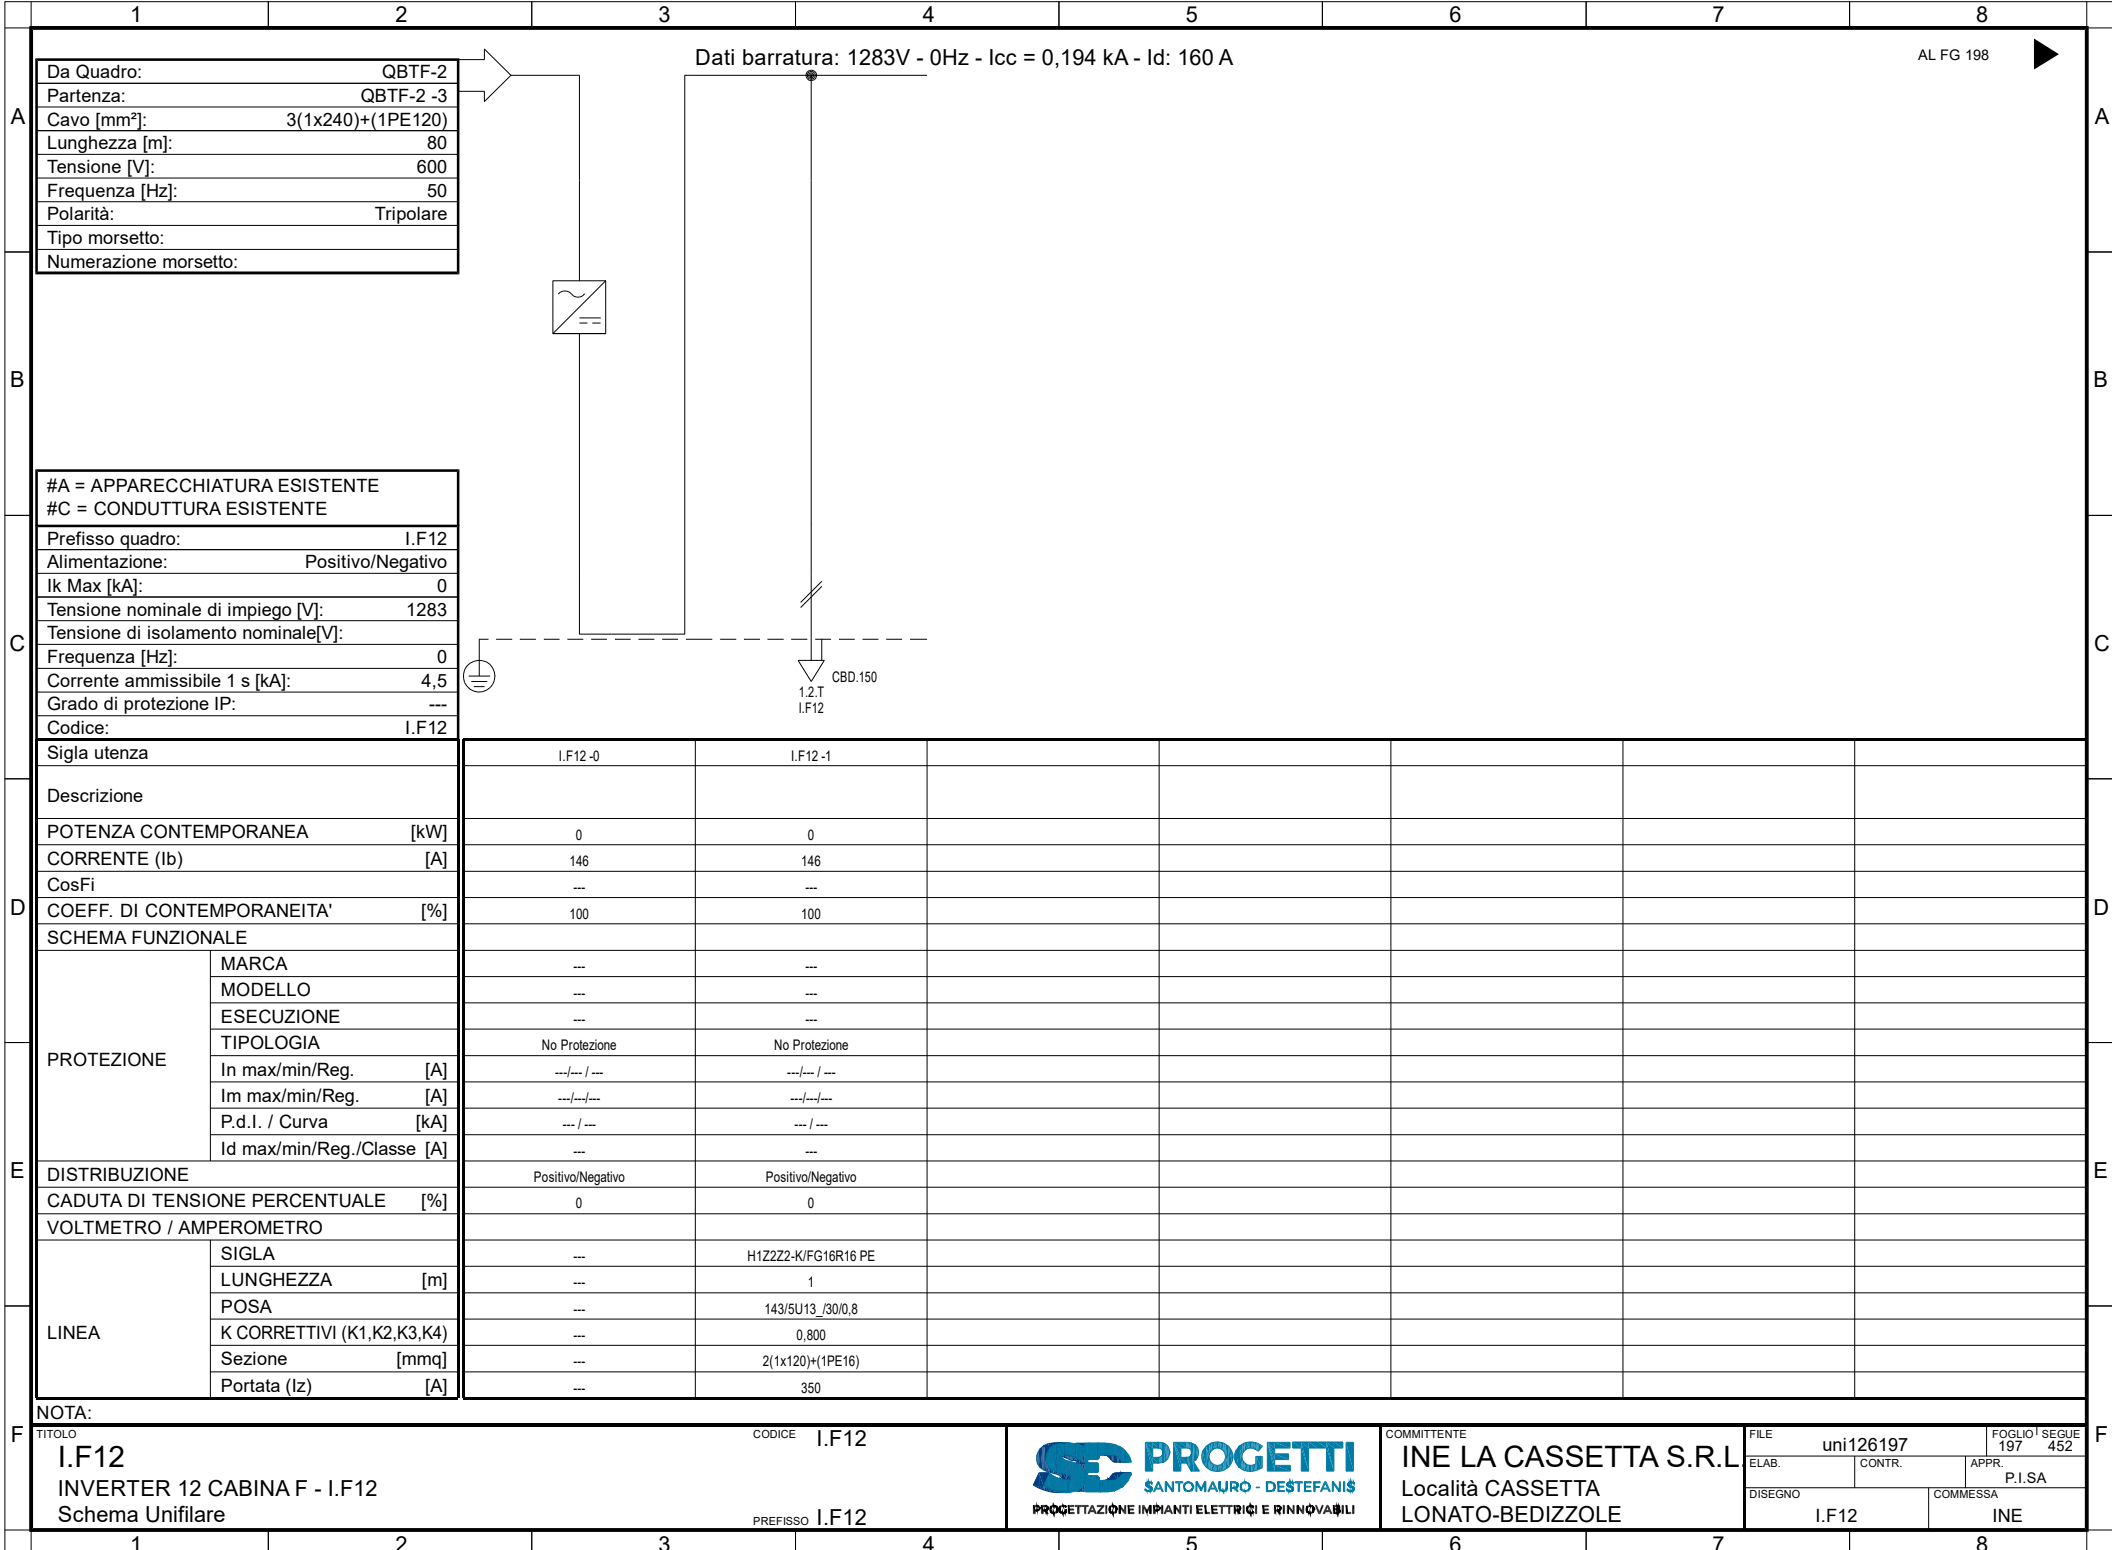 1 2 3 4 5 6 7 8
Dati barratura: 1283V - 0Hz - Icc = 0,194 kA - Id: 160 A
AL FG 198
Da Quadro: QBTF-2
Partenza: QBTF-2 -3
Cavo [mm²]: 3(1x240)+(1PE120)
Lunghezza [m]: 80
Tensione [V]: 600
Frequenza [Hz]: 50
Polarità: Tripolare
Tipo morsetto:
Numerazione morsetto:
A A
B B
#A = APPARECCHIATURA ESISTENTE
#C = CONDUTTURA ESISTENTE
Prefisso quadro: I.F12
Alimentazione: Positivo/Negativo
Ik Max [kA]: 0
Tensione nominale di impiego [V]: 1283
Tensione di isolamento nominale[V]:
Frequenza [Hz]: 0
Corrente ammissibile 1 s [kA]: 4,5
Grado di protezione IP: ---
Codice: I.F12
C C
CBD.150
1.2.T
I.F12
Sigla utenza I.F12 -0 I.F12 -1
Descrizione
POTENZA CONTEMPORANEA [kW] 0 0
CORRENTE (Ib) [A] 146 146
CosFi --- ---
D COEFF. DI CONTEMPORANEITA' [%] 100 100 D
SCHEMA FUNZIONALE
PROTEZIONE
MARCA --- ---
MODELLO --- ---
ESECUZIONE --- ---
TIPOLOGIA No Protezione No Protezione
In max/min/Reg. [A] ---/--- / --- ---/--- / ---
Im max/min/Reg. [A] ---/---/--- ---/---/---
P.d.I. / Curva [kA] --- / --- --- / ---
Id max/min/Reg./Classe [A] --- ---
E DISTRIBUZIONE Positivo/Negativo Positivo/Negativo E
CADUTA DI TENSIONE PERCENTUALE [%] 0 0
VOLTMETRO / AMPEROMETRO
LINEA
SIGLA --- H1Z2Z2-K/FG16R16 PE
LUNGHEZZA [m] --- 1
POSA --- 143/5U13_/30/0,8
K CORRETTIVI (K1,K2,K3,K4) --- 0,800
Sezione [mmq] --- 2(1x120)+(1PE16)
Portata (Iz) [A] --- 350
NOTA:
F F
TITOLO
I.F12
INVERTER 12 CABINA F - I.F12
Schema Unifilare
CODICE I.F12
PREFISSO I.F12
PROGETTI
SANTOMAURO - DESTEFANIS
PROGETTAZIONE IMPIANTI ELETTRICI E RINNOVABILI
COMMITTENTE
INE LA CASSETTA S.R.L.
Località CASSETTA
LONATO-BEDIZZOLE
FILE uni126197
FOGLIO 197 SEGUE 452
ELAB. CONTR. APPR. P.I.SA
DISEGNO I.F12
COMMESSA INE
1 2 3 4 5 6 7 8